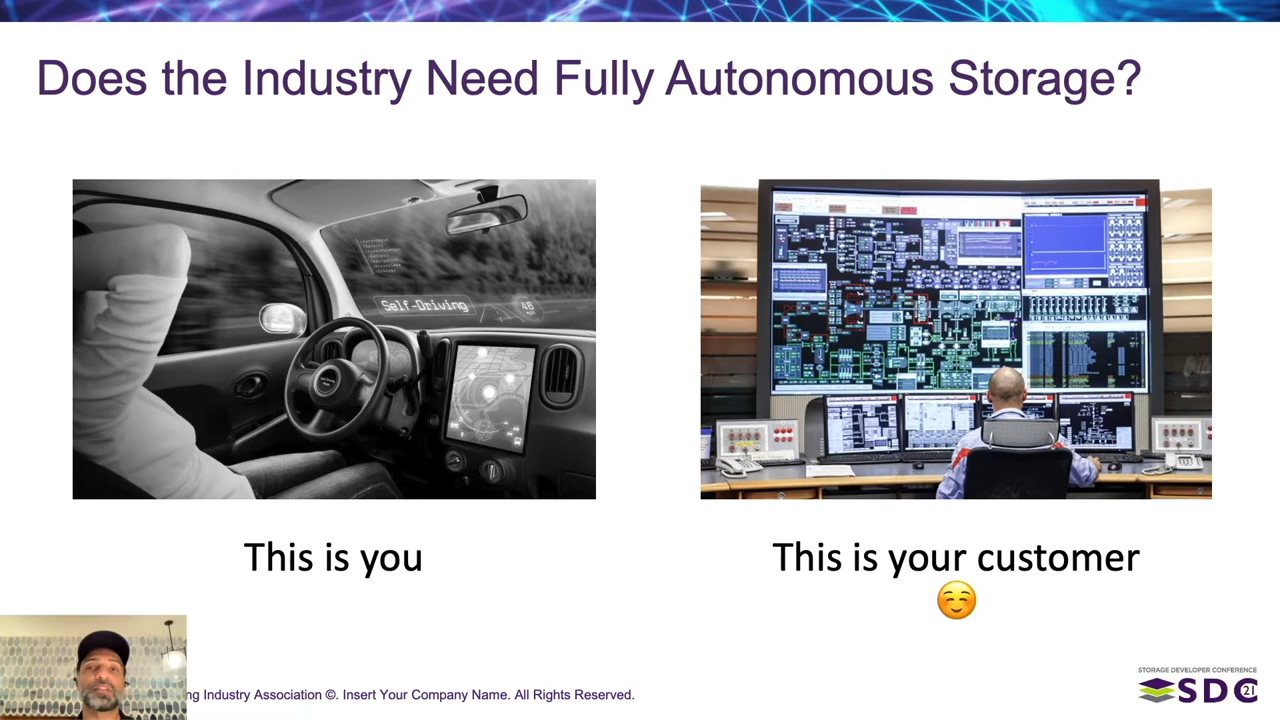 Does the Industry Need Fully Autonomous Storage?
Self-Driving
48
This is you
This is your customer
ng Industry Association ©. Insert Your Company Name. All Rights Reserved.
STORAGE DEVELOPER CONFERENCE
SDC 21